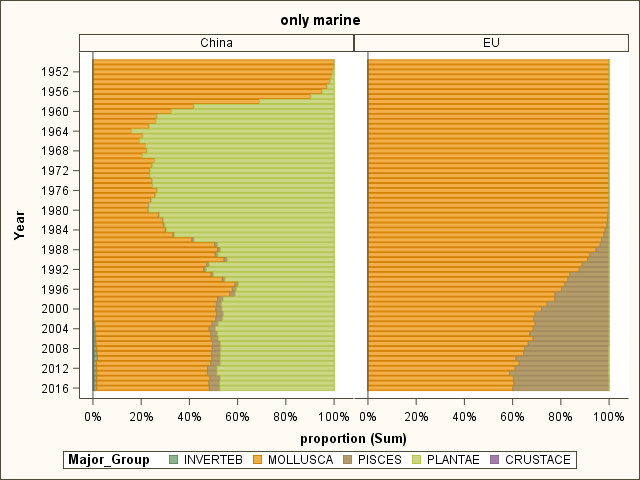 only marine
China EU
1952
1956
1960
1964
1968
1972
1976
1980
1984
1988
1992
1996
2000
2004
2008
2012
2016
Year
0% 20% 40% 60% 80% 100% 0% 20% 40% 60% 80% 100%
proportion (Sum)
Major_Group INVERTEB MOLLUSCA PISCES PLANTAE CRUSTACE